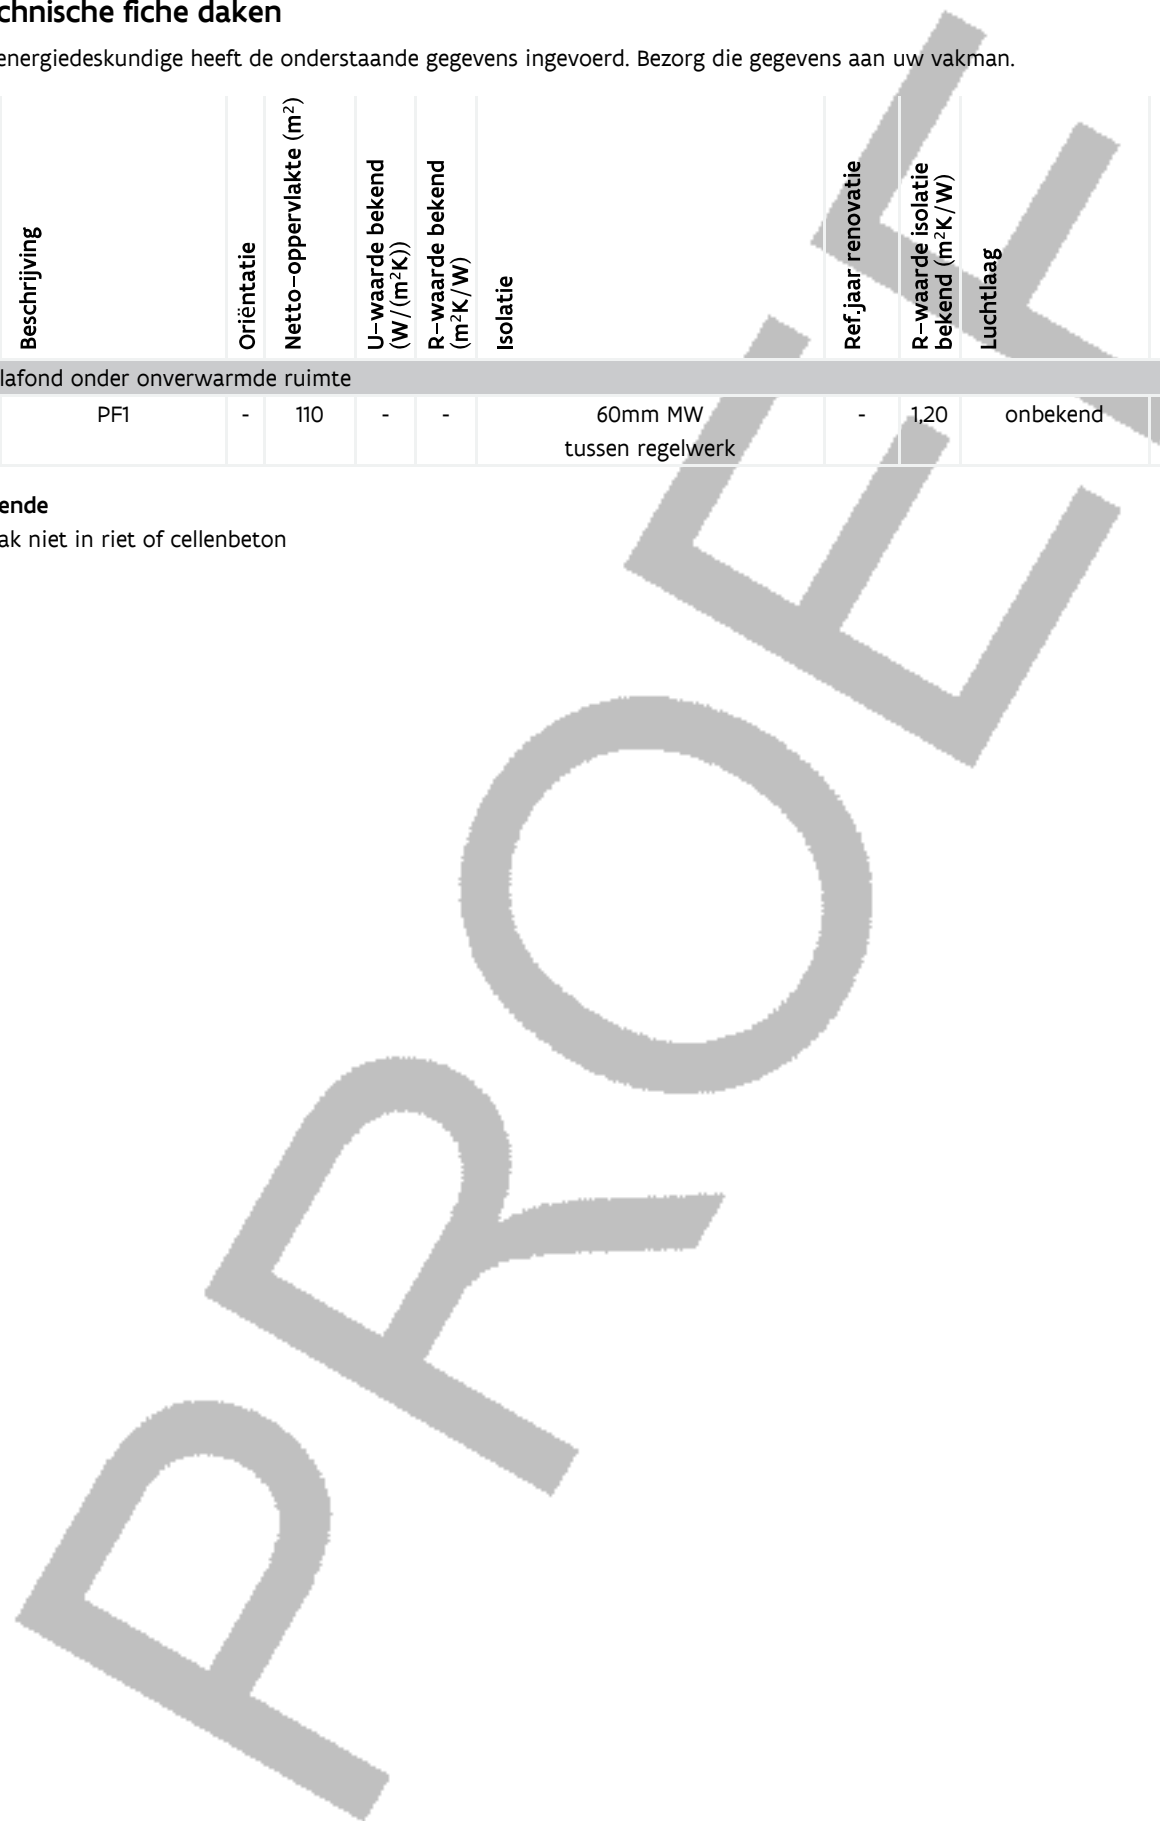 chnische fiche daken
energiedeskundige heeft de onderstaande gegevens ingevoerd. Bezorg die gegevens aan uw vakman.
Beschrijving
Oriëntatie
Netto-oppervlakte (m²)
U-waarde bekend
(W/(m²K))
R-waarde bekend
(m²K/W)
Isolatie
Ref.jaar renovatie
R-waarde isolatie
bekend (m²K/W)
Luchtlaag
lafond onder onverwarmde ruimte
PF1 - 110 - - 60mm MW - 1,20 onbekend
tussen regelwerk
ende
ak niet in riet of cellenbeton
PROEF